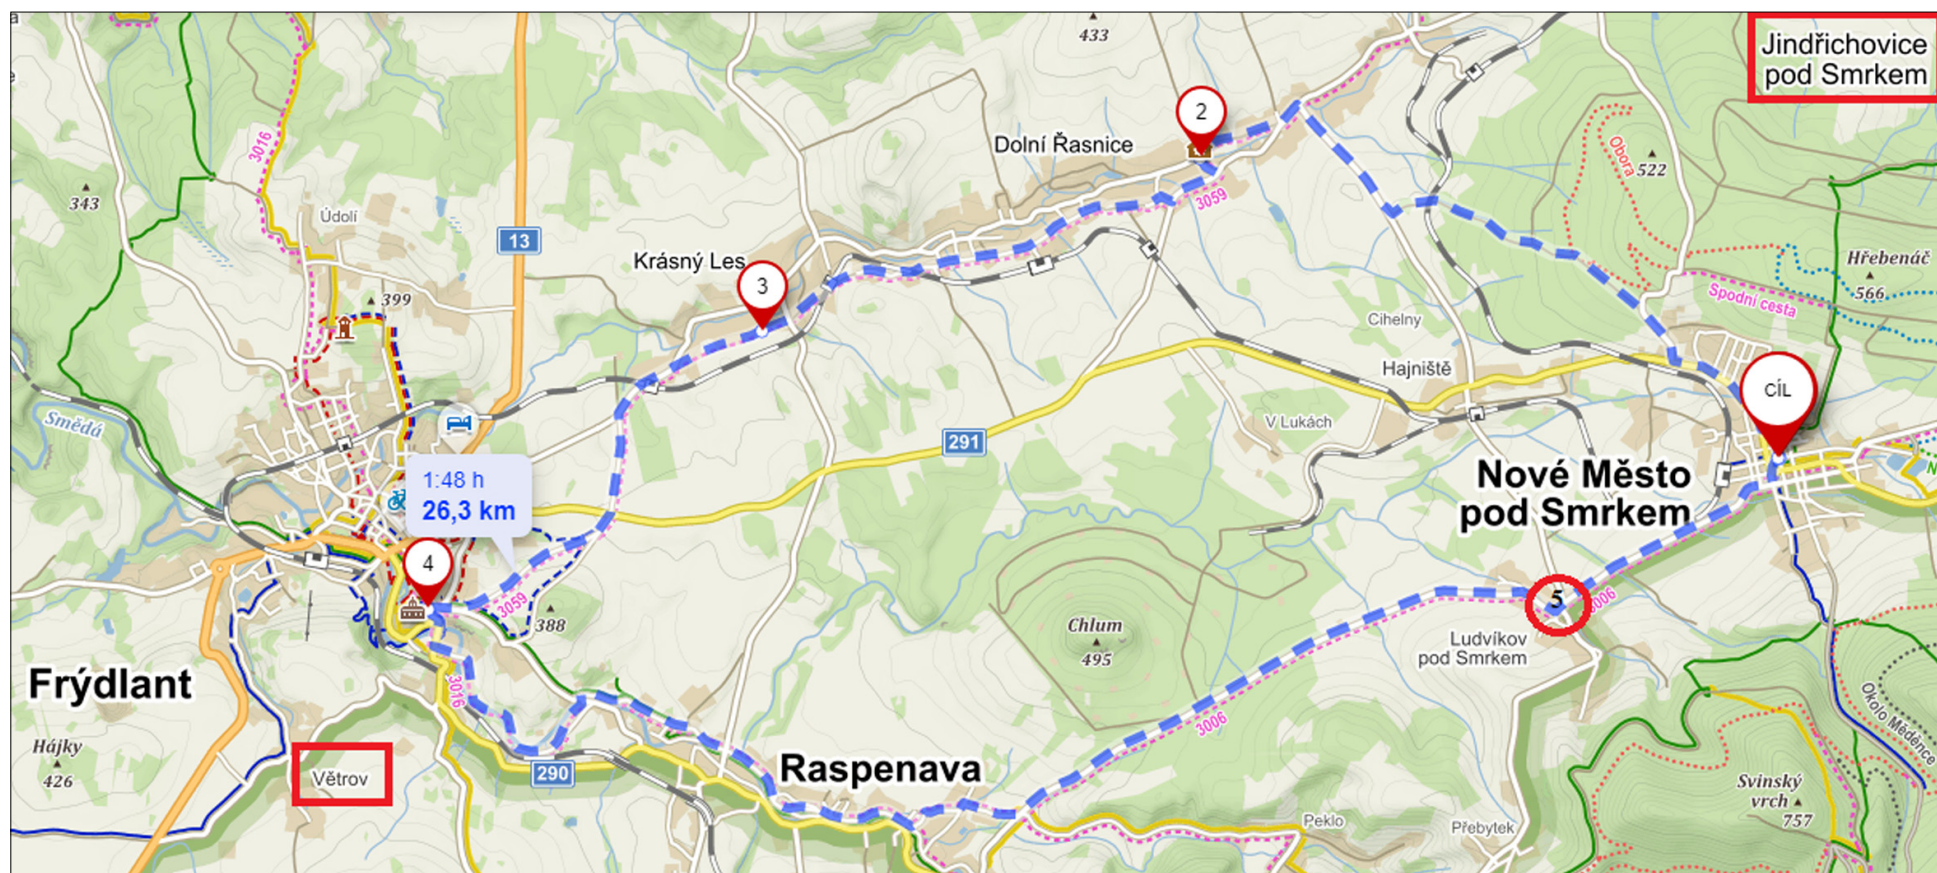 Jindřichovice
pod Smrkem
433
2
Dolní Řasnice
Obora
522
3016
343
Údolí
3059
13
Krásný Les
Hřebenáč
566
3
399
Spodní cesta
Cihelny
Hajniště
CÍL
Smědá
V Lukách
291
1:48 h
26,3 km
Nové Město
pod Smrkem
4
3059
388
5
3006
Chlum
495
Ludvíkov
pod Smrkem
Frýdlant
3016
3006
Okolo Měděnce
Hájky
426
Větrov
290
Raspenava
Svinský
vrch
757
Peklo
Přebytek